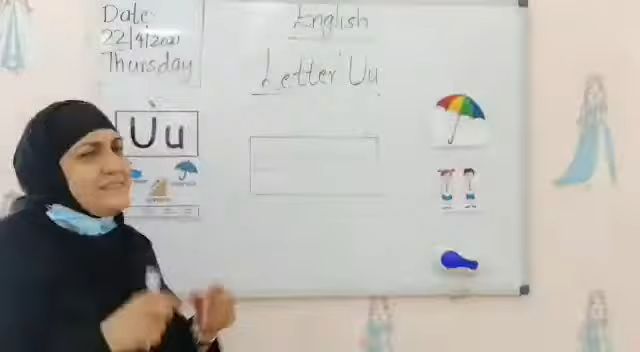 Date:
22/4/2021
Thursday
English
Letter Uu
Uu